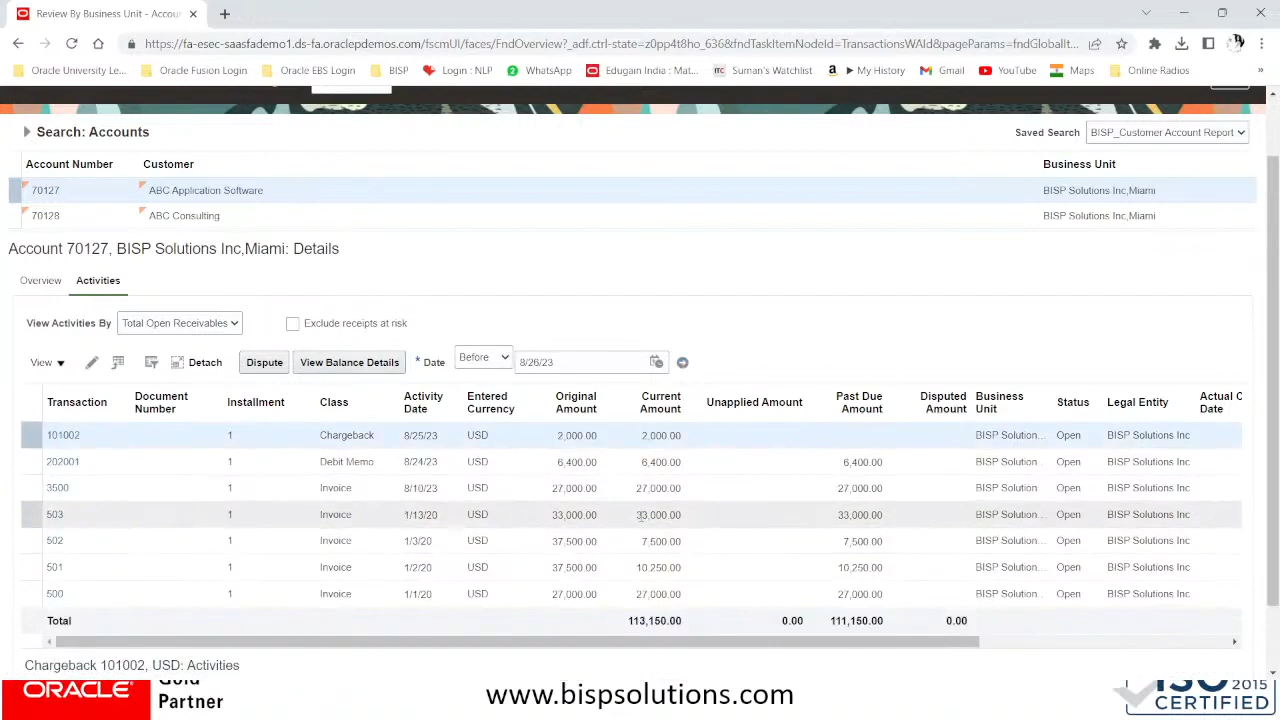 Review By Business Unit - Accou
https://fa-esec-saasfademo1.ds-fa.oraclepdemos.com/fscmUI/faces/FndOverview?_adf.ctrl-state=z0pp4t8ho_636&fndTaskItemNodeId=TransactionsWAId&pageParams=fndGlobalIt...
Oracle University Le... Oracle Fusion Login Oracle EBS Login BISP Login : NLP WhatsApp Edugain India : Mat... Suman's Watchlist ▶ My History Gmail YouTube Maps Online Radios »
Search: Accounts Saved Search BISP_Customer Account Report
Account Number Customer Business Unit
70127 ABC Application Software BISP Solutions Inc,Miami
70128 ABC Consulting BISP Solutions Inc,Miami
Account 70127, BISP Solutions Inc,Miami: Details
Overview Activities
View Activities By Total Open Receivables Exclude receipts at risk
View Detach Dispute View Balance Details * Date Before 8/26/23
Transaction Document Number Installment Class Activity Date Entered Currency Original Amount Current Amount Unapplied Amount Past Due Amount Disputed Amount Business Unit Status Legal Entity Actual C Date
101002 1 Chargeback 8/25/23 USD 2,000.00 2,000.00 BISP Solution... Open BISP Solutions Inc
202001 1 Debit Memo 8/24/23 USD 6,400.00 6,400.00 6,400.00 BISP Solution... Open BISP Solutions Inc
3500 1 Invoice 8/10/23 USD 27,000.00 27,000.00 27,000.00 BISP Solution... Open BISP Solutions Inc
503 1 Invoice 1/13/20 USD 33,000.00 33,000.00 33,000.00 BISP Solution... Open BISP Solutions Inc
502 1 Invoice 1/3/20 USD 37,500.00 7,500.00 7,500.00 BISP Solution... Open BISP Solutions Inc
501 1 Invoice 1/2/20 USD 37,500.00 10,250.00 10,250.00 BISP Solution... Open BISP Solutions Inc
500 1 Invoice 1/1/20 USD 27,000.00 27,000.00 27,000.00 BISP Solution... Open BISP Solutions Inc
Total 113,150.00 0.00 111,150.00 0.00
Chargeback 101002, USD: Activities
ORACLE Gold Partner
www.bispsolutions.com
ISO 2015 CERTIFIED